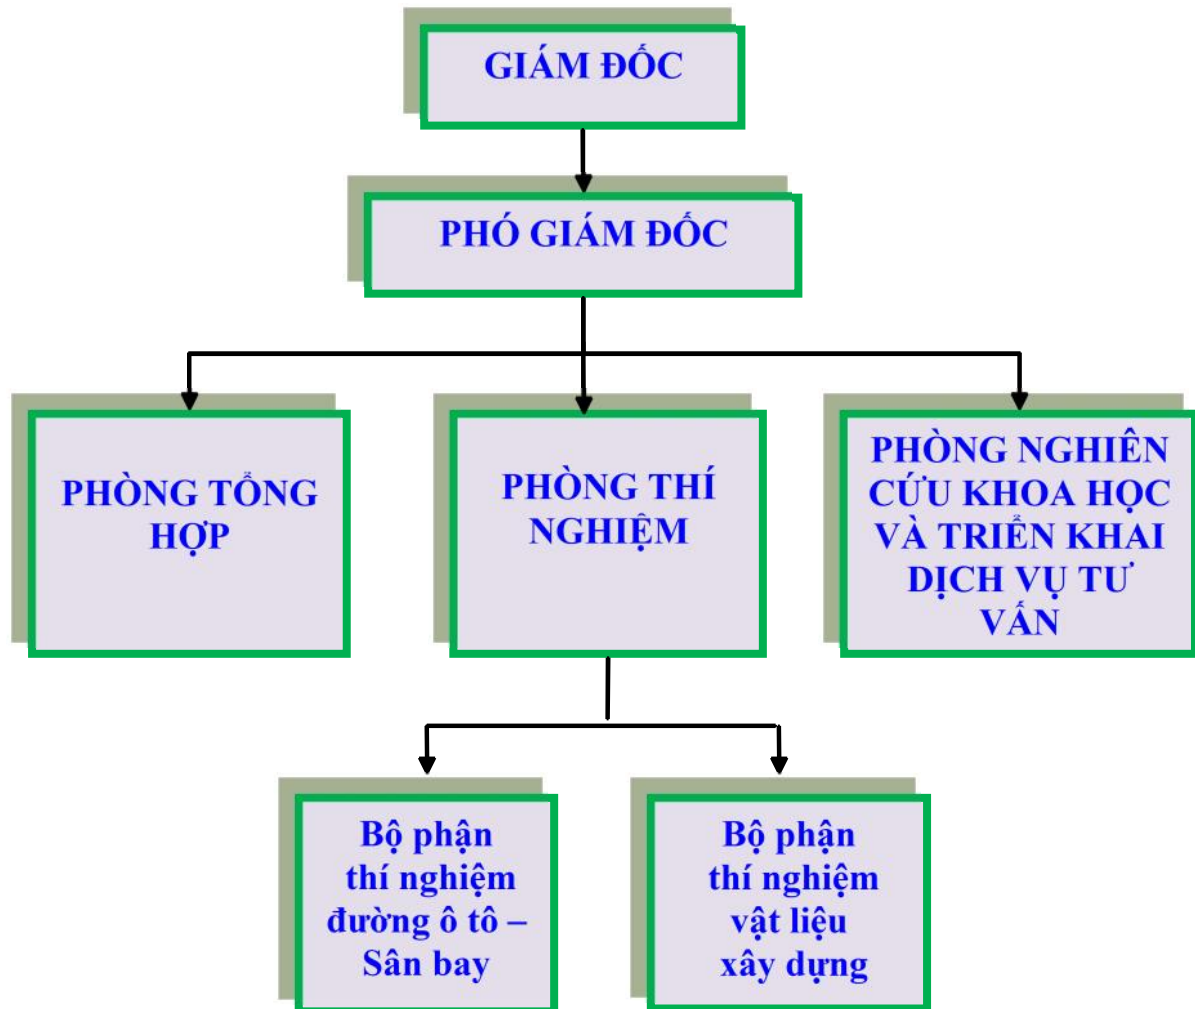 GIÁM ĐỐC
PHÓ GIÁM ĐỐC
PHÒNG TỔNG
HỢP
PHÒNG THÍ
NGHIỆM
PHÒNG NGHIÊN
CỨU KHOA HỌC
VÀ TRIỂN KHAI
DỊCH VỤ TƯ
VẤN
Bộ phận
thí nghiệm
đường ô tô –
Sân bay
Bộ phận
thí nghiệm
vật liệu
xây dựng